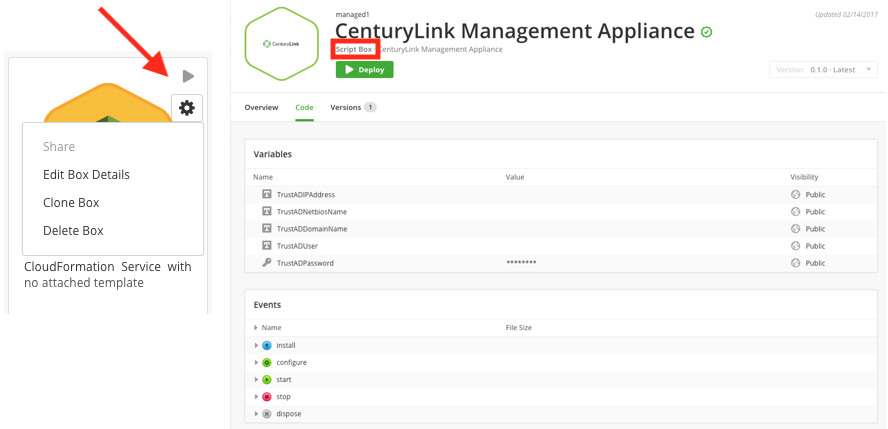 Share
Edit Box Details
Clone Box
Delete Box
CloudFormation Service with
no attached template
managed1
Updated 02/14/2017
CenturyLink Management Appliance
Script Box - CenturyLink Management Appliance
CenturyLink
Deploy
Version: 0.1.0 · Latest
Overview Code Versions 1
Variables
Name Value Visibility
TrustADIPAddress Public
TrustADNetbiosName Public
TrustADDomainName Public
TrustADUser Public
TrustADPassword ******** Public
Events
Name File Size
install
configure
start
stop
dispose